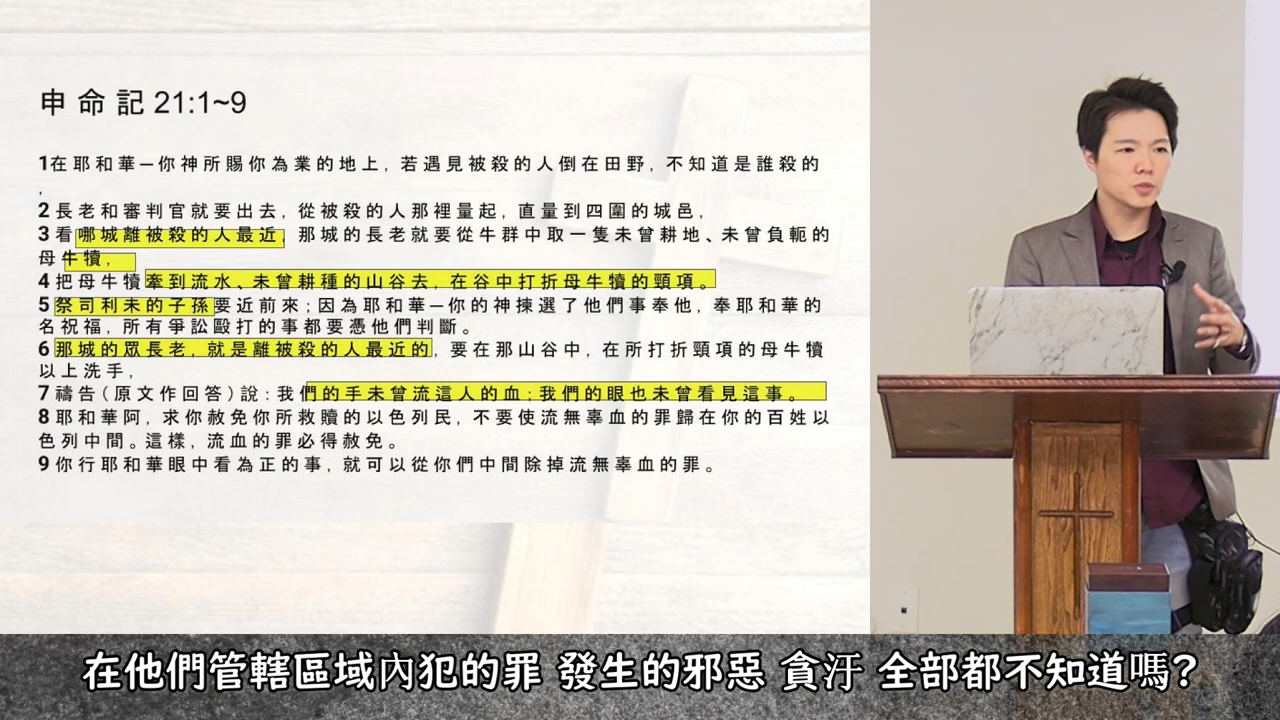 申命記 21:1~9
1在耶和華—你神所賜你為業的地上，若遇見被殺的人倒在田野，不知道是誰殺的
，
2 長老和審判官就要出去，從被殺的人那裡量起，直量到四圍的城邑，
3 看哪城離被殺的人最近，那城的長老就要從牛群中取一隻未曾耕地、未曾負軛的
母牛犢，
4 把母牛犢牽到流水、未曾耕種的山谷去，在谷中打折母牛犢的頸項。
5 祭司利未的子孫要近前來；因為耶和華—你的神揀選了他們事奉他，奉耶和華的
名祝福，所有爭訟毆打的事都要憑他們判斷。
6 那城的眾長老，就是離被殺的人最近的，要在那山谷中，在所打折頸項的母牛犢
以上洗手，
7 禱告（原文作回答）說：我們的手未曾流這人的血；我們的眼也未曾看見這事。
8 耶和華阿，求你赦免你所救贖的以色列民，不要使流無辜血的罪歸在你的百姓以
色列中間。這樣，流血的罪必得赦免。
9 你行耶和華眼中看為正的事，就可以從你們中間除掉流無辜血的罪。
在他們管轄區域內犯的罪 發生的邪惡 貪汙 全部都不知道嗎?